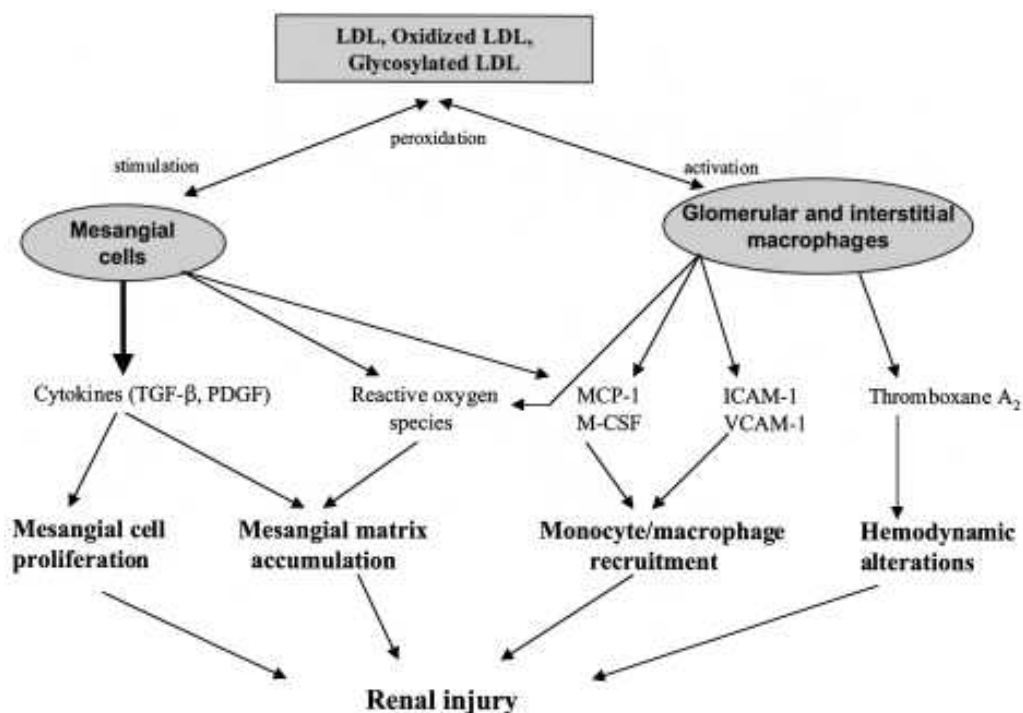 LDL, Oxidized LDL,
Glycosylated LDL
peroxidation
stimulation
activation
Mesangial
cells
Glomerular and interstitial
macrophages
Cytokines (TGF-β, PDGF)
Reactive oxygen
species
MCP-1
M-CSF
ICAM-1
VCAM-1
Thromboxane A₂
Mesangial cell
proliferation
Mesangial matrix
accumulation
Monocyte/macrophage
recruitment
Hemodynamic
alterations
Renal injury